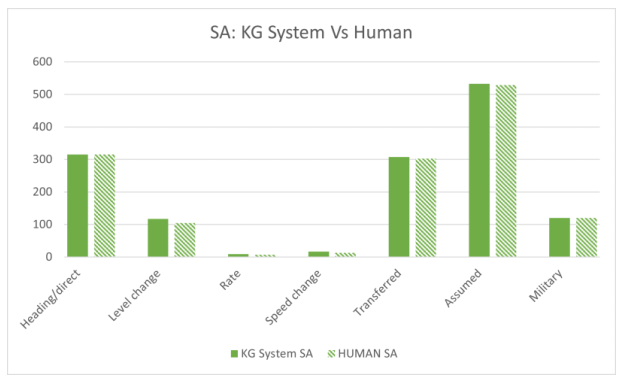 SA: KG System Vs Human
600
500
400
300
200
100
0
Heading/direct
Level change
Rate
Speed change
Transferred
Assumed
Military
KG System SA HUMAN SA